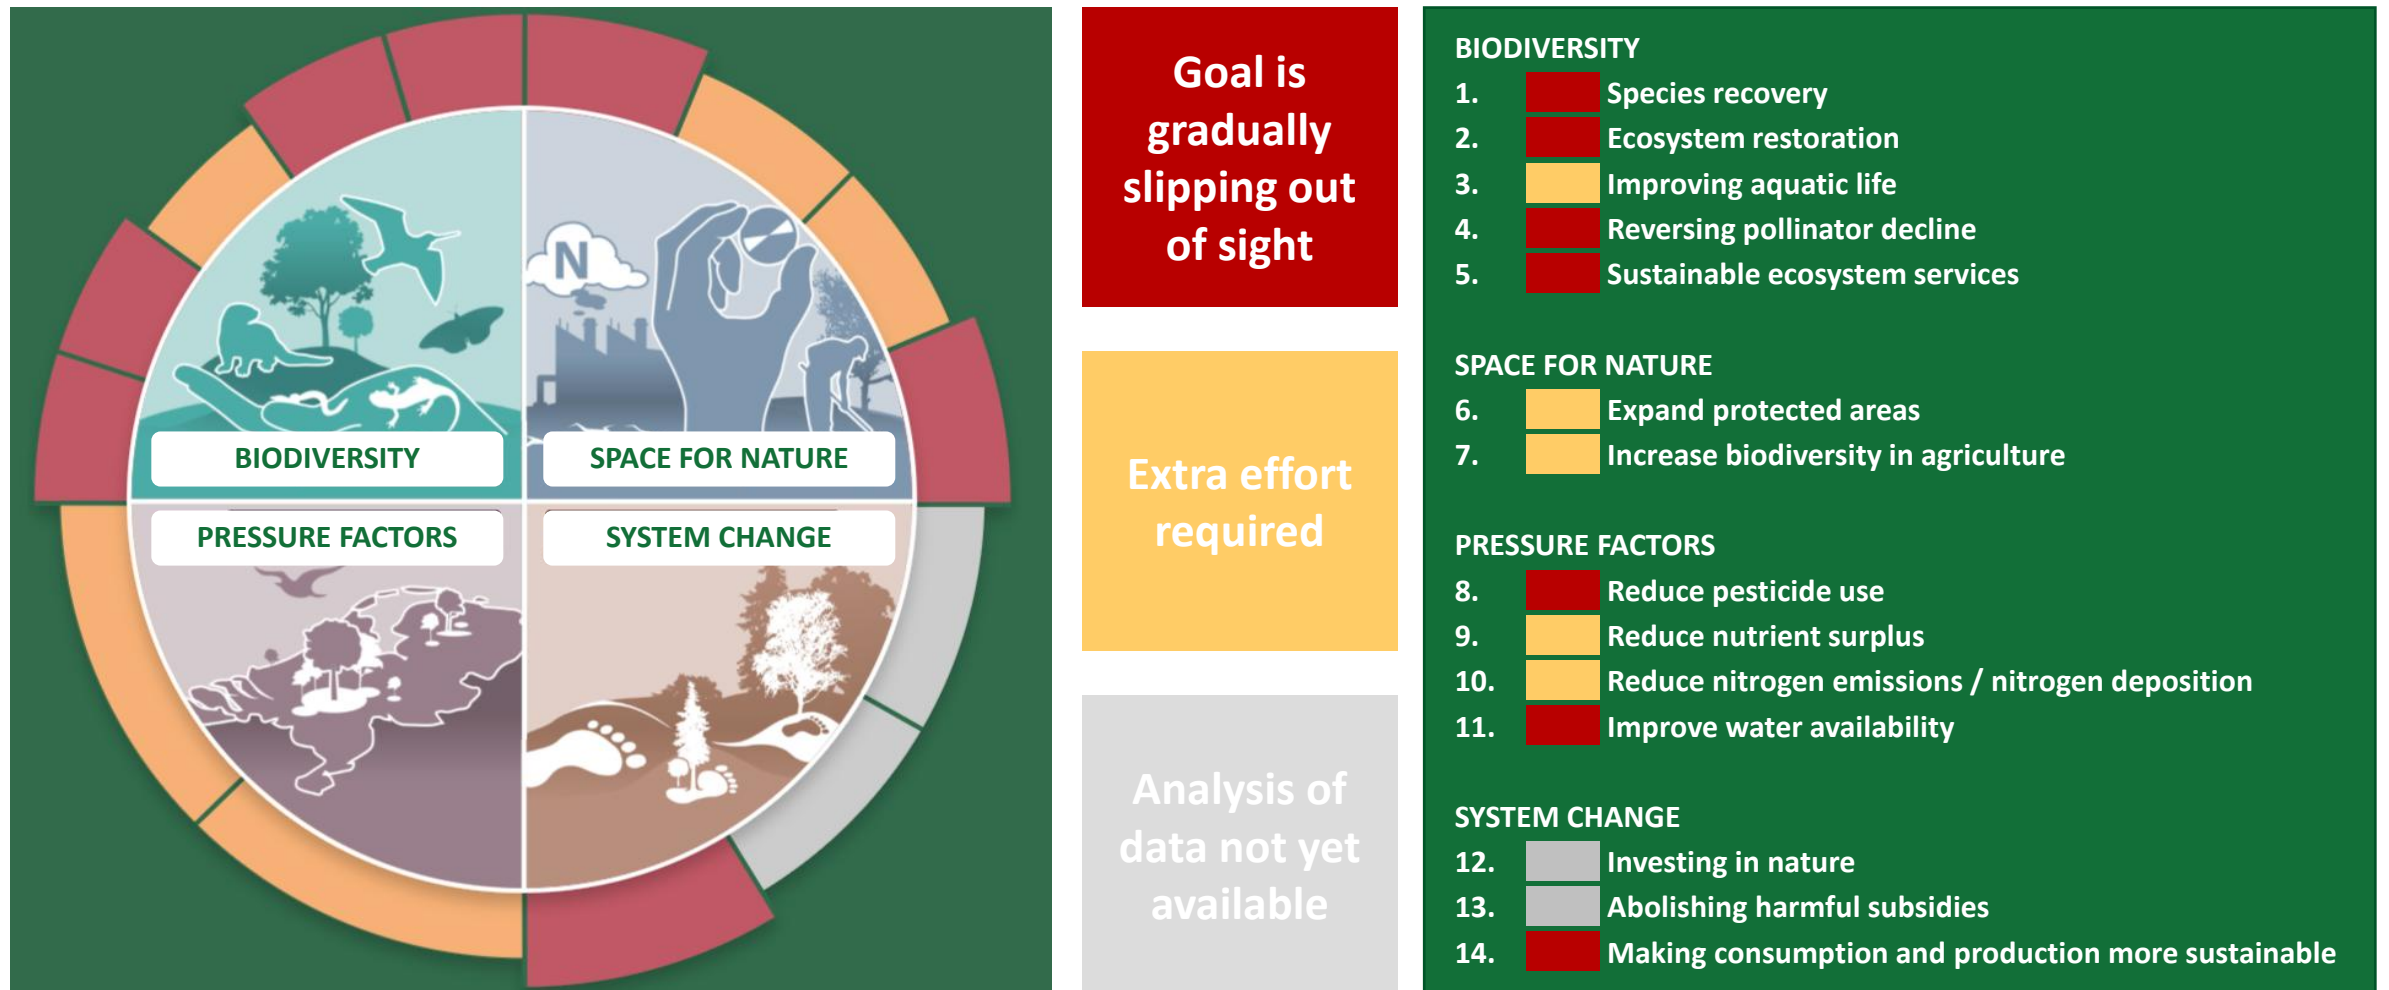 N
BIODIVERSITY
SPACE FOR NATURE
PRESSURE FACTORS
SYSTEM CHANGE
Goal is
gradually
slipping out
of sight
Extra effort
required
Analysis of
data not yet
available
BIODIVERSITY
1. Species recovery
2. Ecosystem restoration
3. Improving aquatic life
4. Reversing pollinator decline
5. Sustainable ecosystem services
SPACE FOR NATURE
6. Expand protected areas
7. Increase biodiversity in agriculture
PRESSURE FACTORS
8. Reduce pesticide use
9. Reduce nutrient surplus
10. Reduce nitrogen emissions / nitrogen deposition
11. Improve water availability
SYSTEM CHANGE
12. Investing in nature
13. Abolishing harmful subsidies
14. Making consumption and production more sustainable